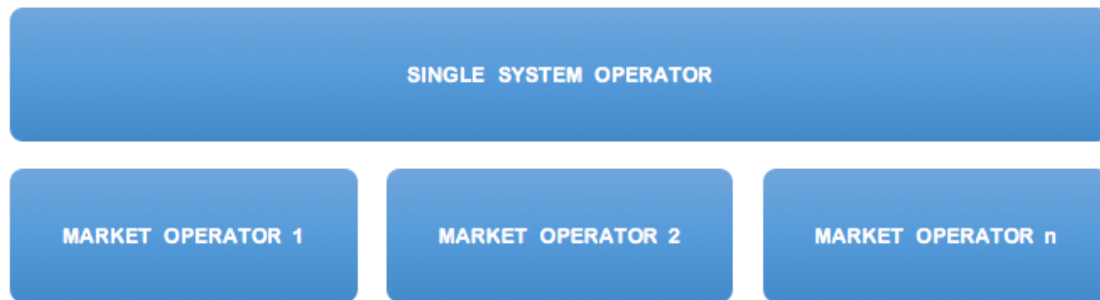 SINGLE SYSTEM OPERATOR
MARKET OPERATOR 1
MARKET OPERATOR 2
MARKET OPERATOR n